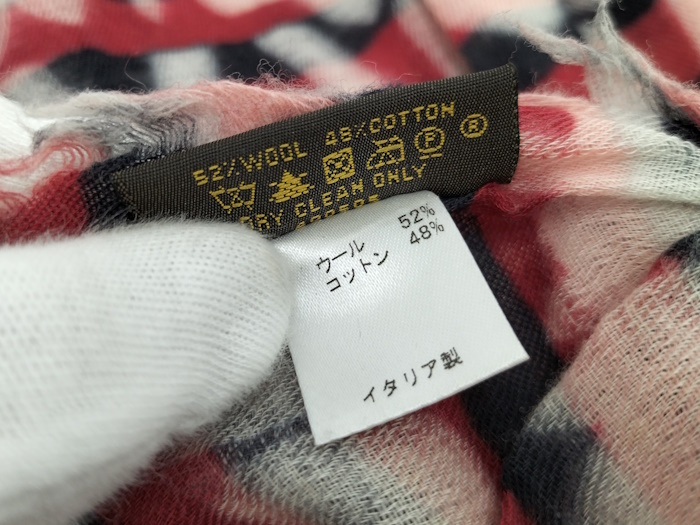 52%WOOL 48%COTTON
P
®
DRY CLEAN ONLY
ウール 52%
コットン 48%
イタリア製